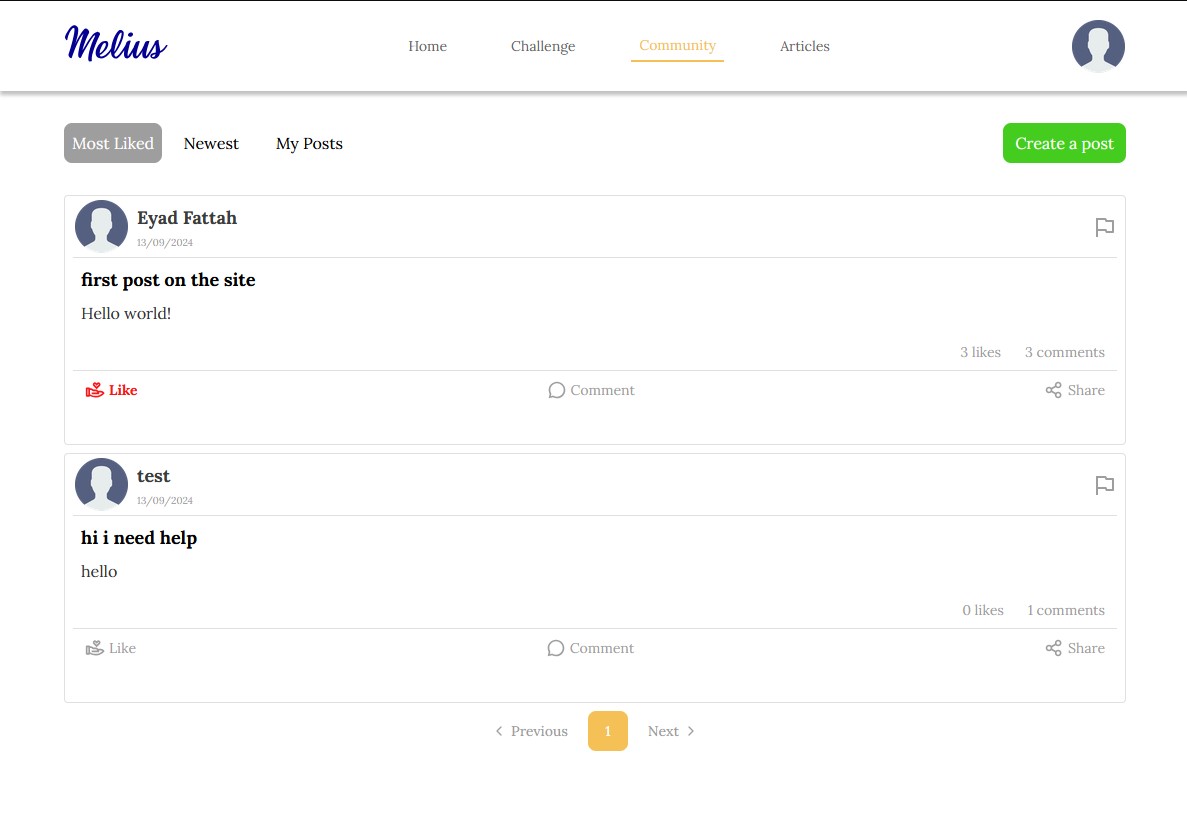 Melius
Home Challenge Community Articles
Most Liked Newest My Posts Create a post
Eyad Fattah
13/09/2024
first post on the site
Hello world!
3 likes 3 comments
Like Comment Share
test
13/09/2024
hi i need help
hello
0 likes 1 comments
Like Comment Share
Previous 1 Next